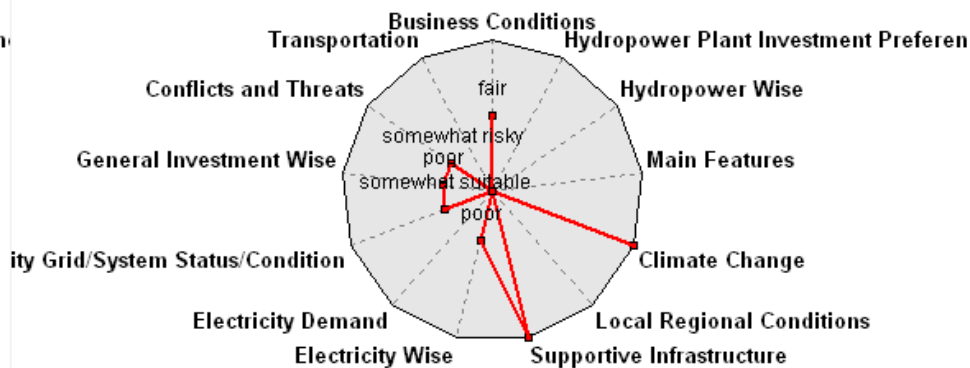 Business Conditions
Transportation
Hydropower Plant Investment Preferen
fair
Conflicts and Threats
Hydropower Wise
somewhat risky
poor
General Investment Wise
Main Features
somewhat suitable
poor
ity Grid/System Status/Condition
Climate Change
Electricity Demand
Local Regional Conditions
Electricity Wise
Supportive Infrastructure